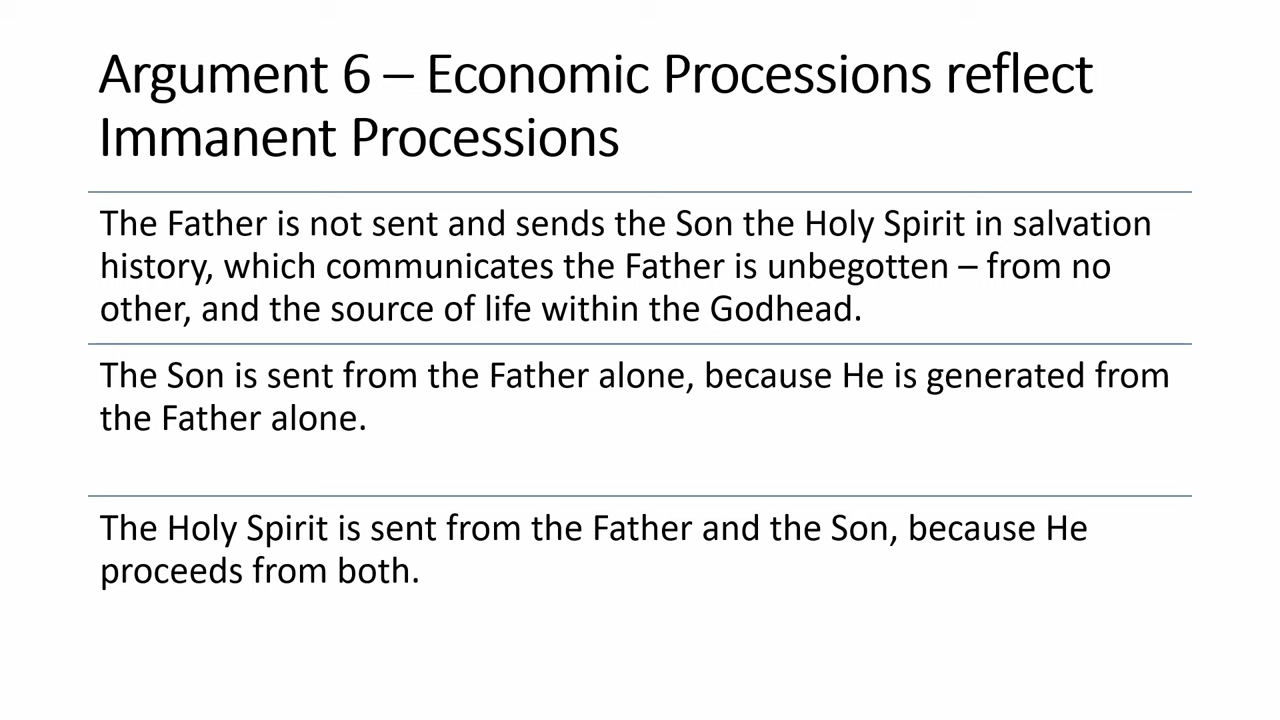 Argument 6 – Economic Processions reflect
Immanent Processions
The Father is not sent and sends the Son the Holy Spirit in salvation
history, which communicates the Father is unbegotten – from no
other, and the source of life within the Godhead.
The Son is sent from the Father alone, because He is generated from
the Father alone.
The Holy Spirit is sent from the Father and the Son, because He
proceeds from both.